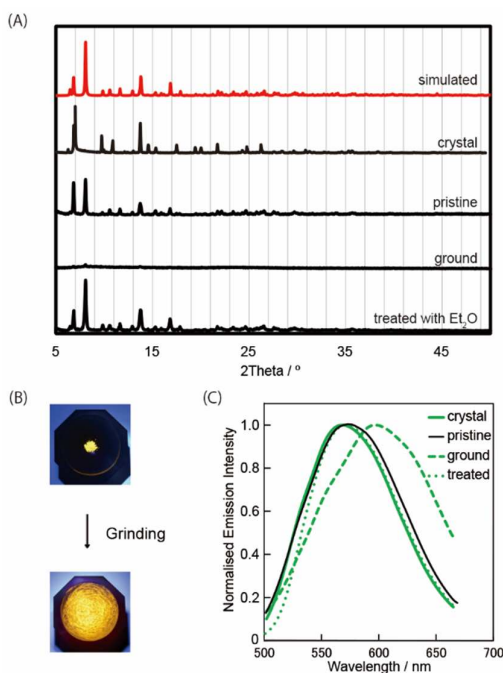 (A)
simulated
crystal
pristine
ground
treated with Et₂O
5 15 25 35 45
2Theta / º
(B)
Grinding
(C)
crystal
pristine
ground
treated
1.0
0.8
0.6
0.4
0.2
0
Normalised Emission Intensity
500 550 600 650 700
Wavelength / nm